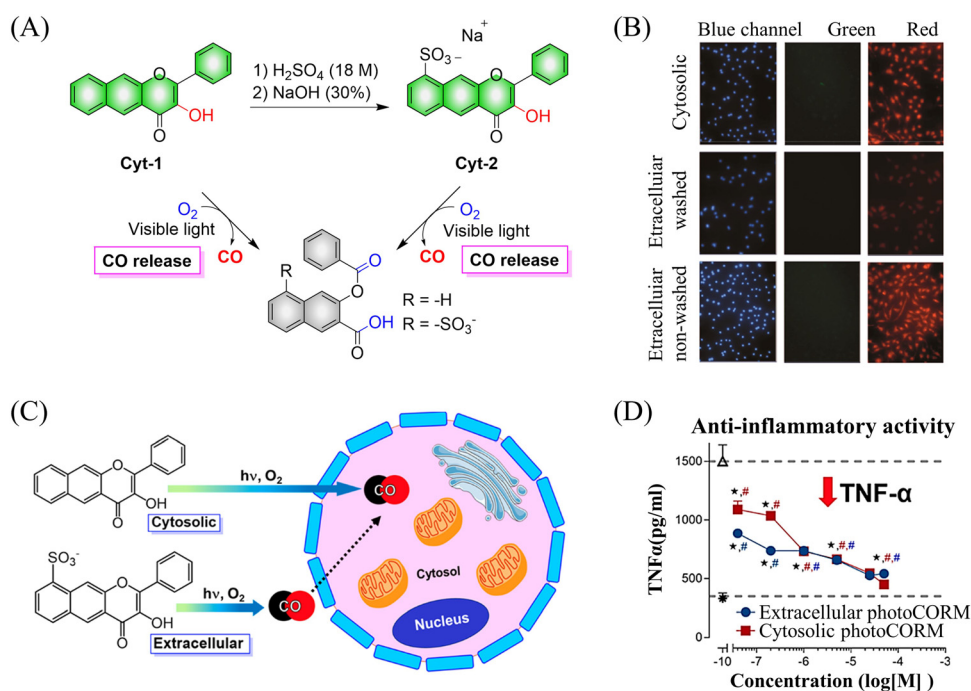 (A)
O
OH
O
Cyt-1
1) H₂SO₄ (18 M)
2) NaOH (30%)
Na⁺
SO₃⁻
O
OH
O
Cyt-2
O₂
Visible light
CO release
CO
O₂
Visible light
CO
CO release
R
O
O
OH
O
R = -H
R = -SO₃⁻
(B)
Blue channel
Green
Red
Cytosolic
Etracelluiar
washed
Etracelluiar
non-washed
(C)
O
OH
O
Cytosolic
hν, O₂
CO
SO₃⁻
O
OH
O
Extracellular
hν, O₂
CO
Cytosol
Nucleus
(D)
Anti-inflammatory activity
TNFα(pg/ml)
1500
1000
500
0
TNF-α
★,#
★,#
★,#
★,#
★,#,#
★,#,#
★,#,#
Extracellular photoCORM
Cytosolic photoCORM
-10 -7 -6 -5 -4 -3
Concentration (log[M])